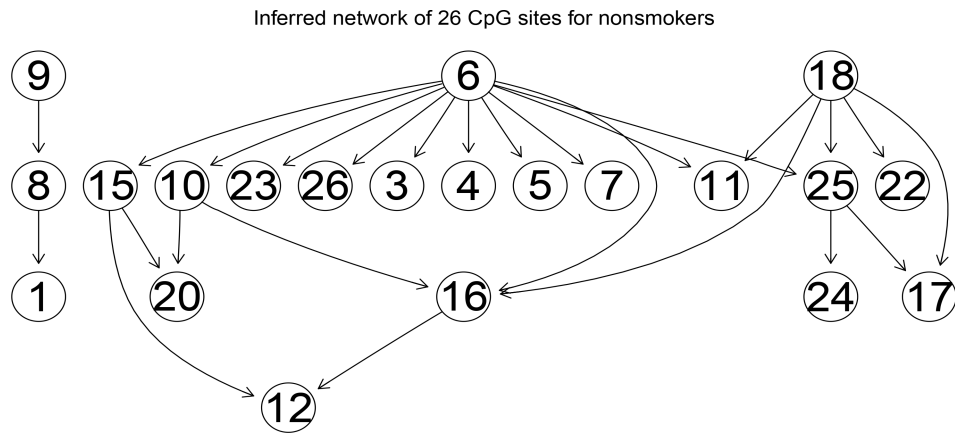 Inferred network of 26 CpG sites for nonsmokers
9 6 18
8 15 10 23 26 3 4 5 7 11 25 22
1 20 16 24 17
12